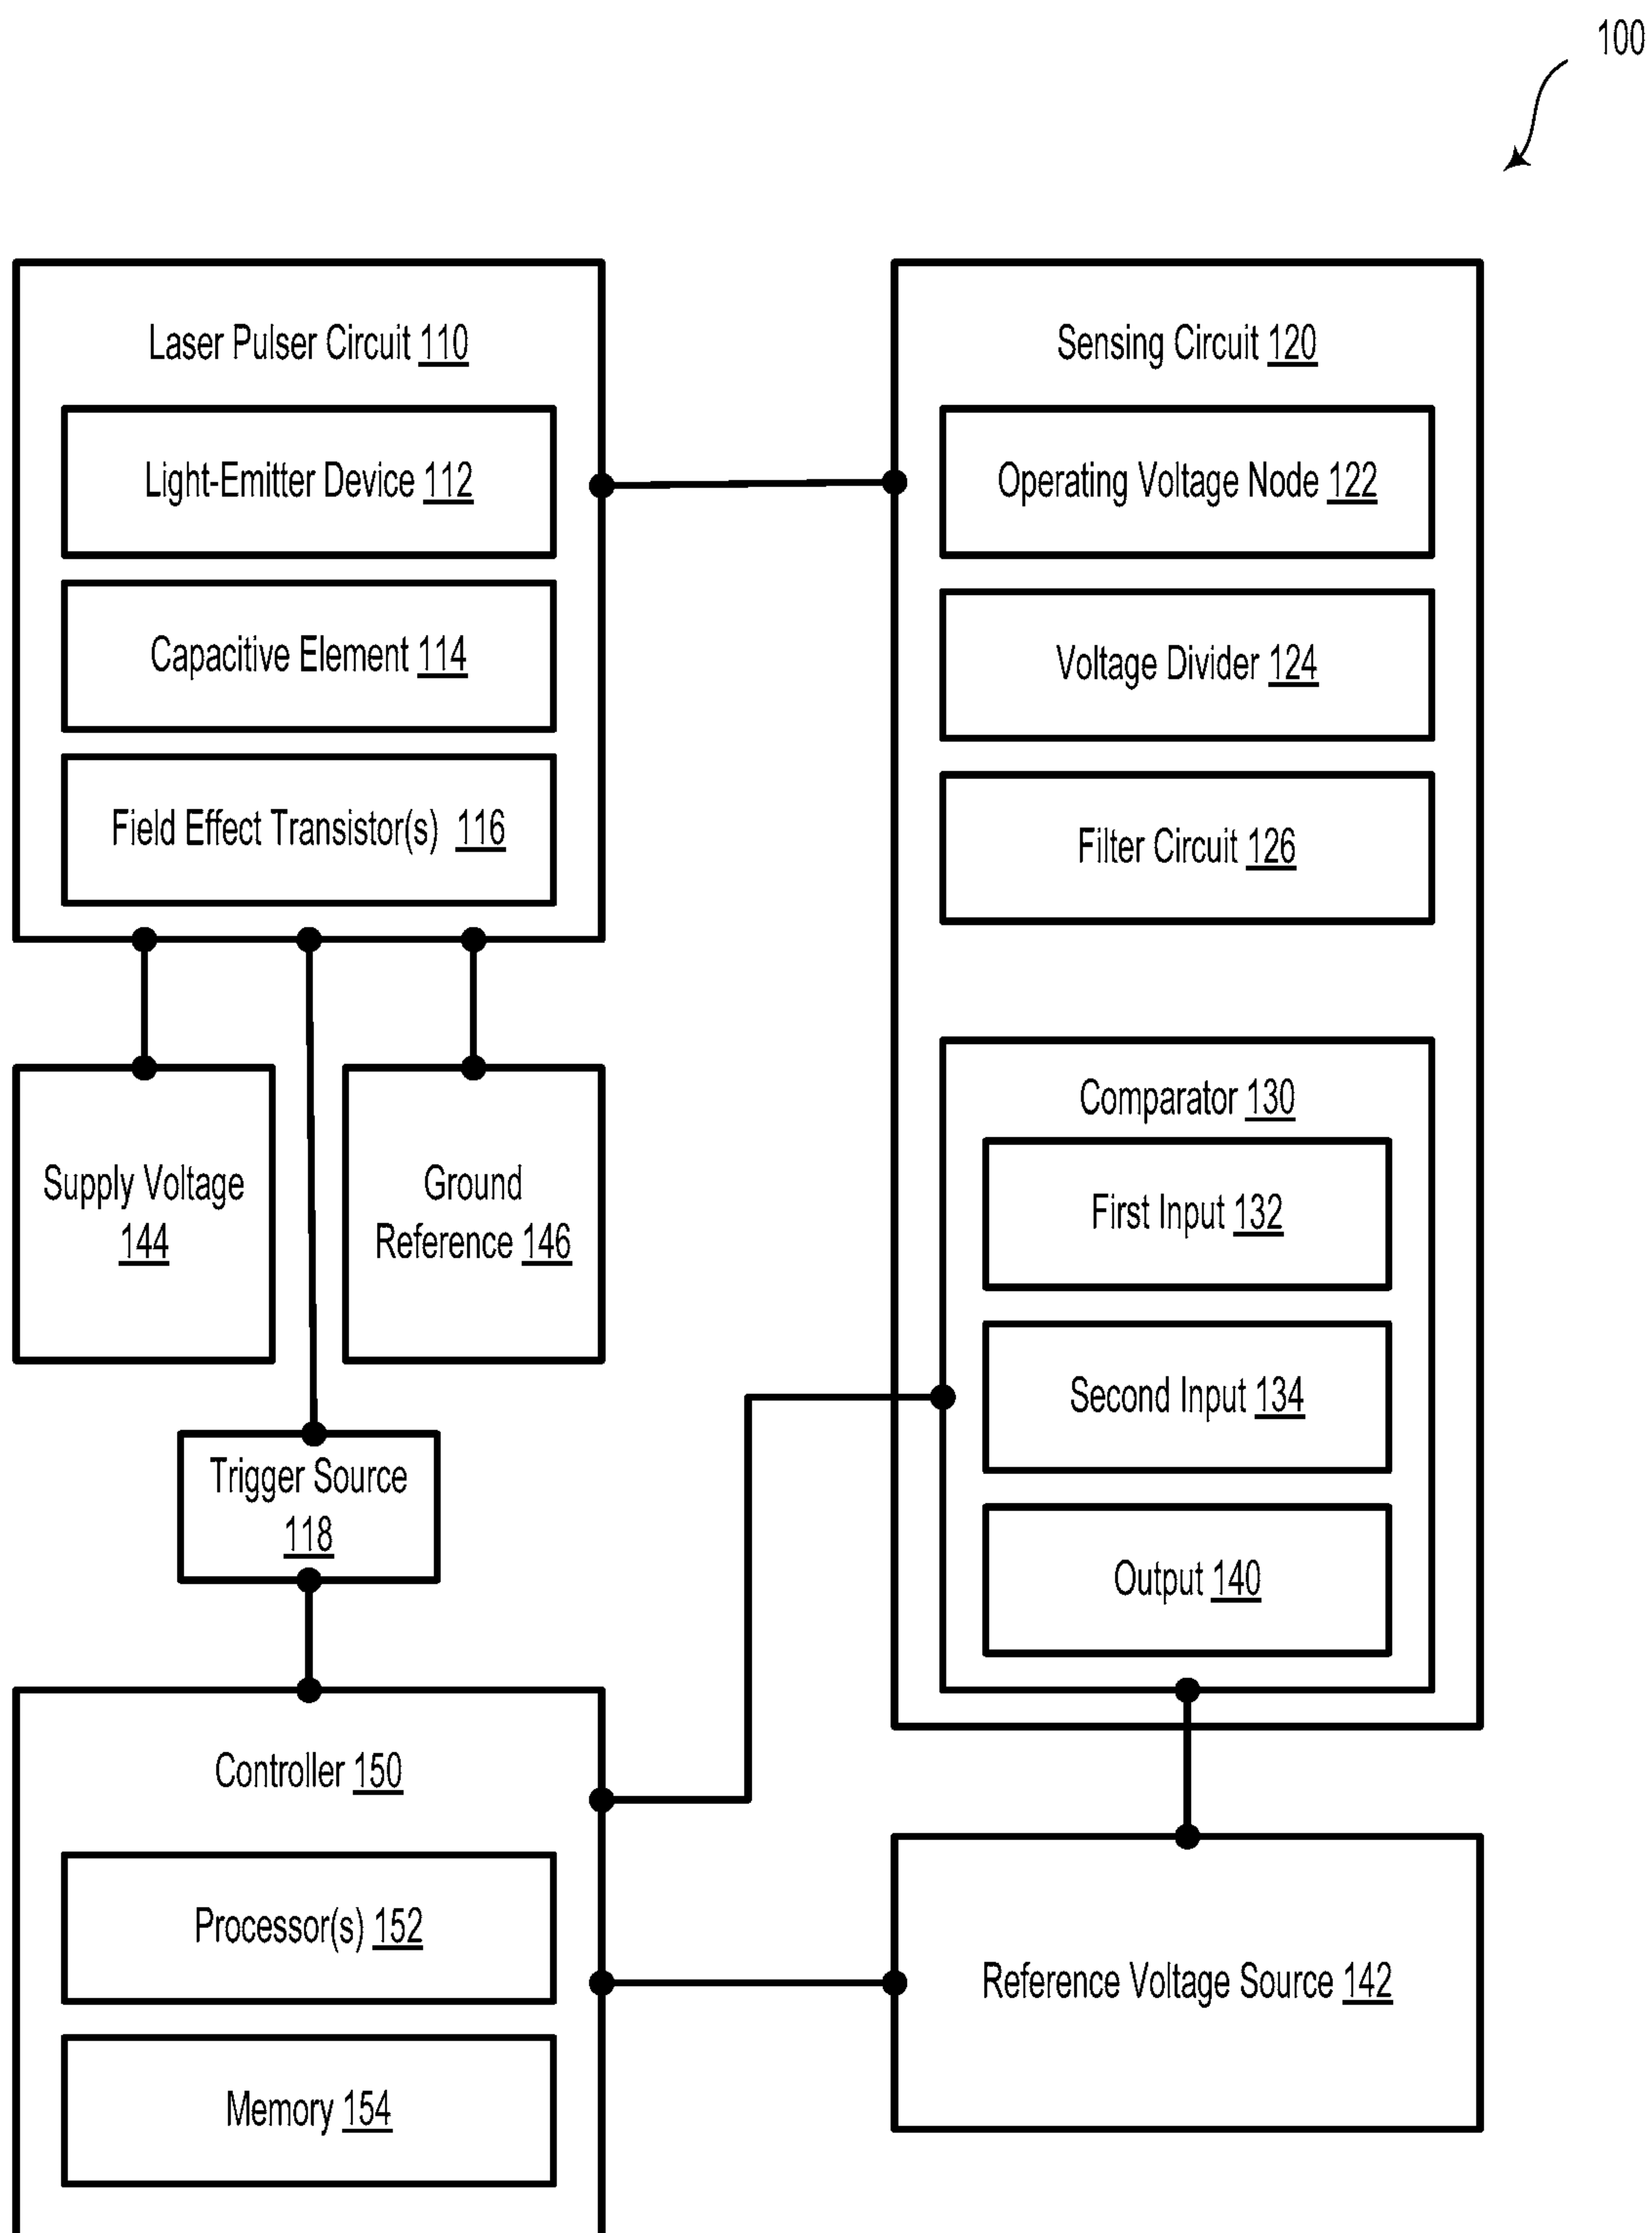 100
Laser Pulser Circuit 110
Light-Emitter Device 112
Capacitive Element 114
Field Effect Transistor(s) 116
Sensing Circuit 120
Operating Voltage Node 122
Voltage Divider 124
Filter Circuit 126
Comparator 130
First Input 132
Second Input 134
Output 140
Supply Voltage
144
Ground
Reference 146
Trigger Source
118
Controller 150
Processor(s) 152
Memory 154
Reference Voltage Source 142